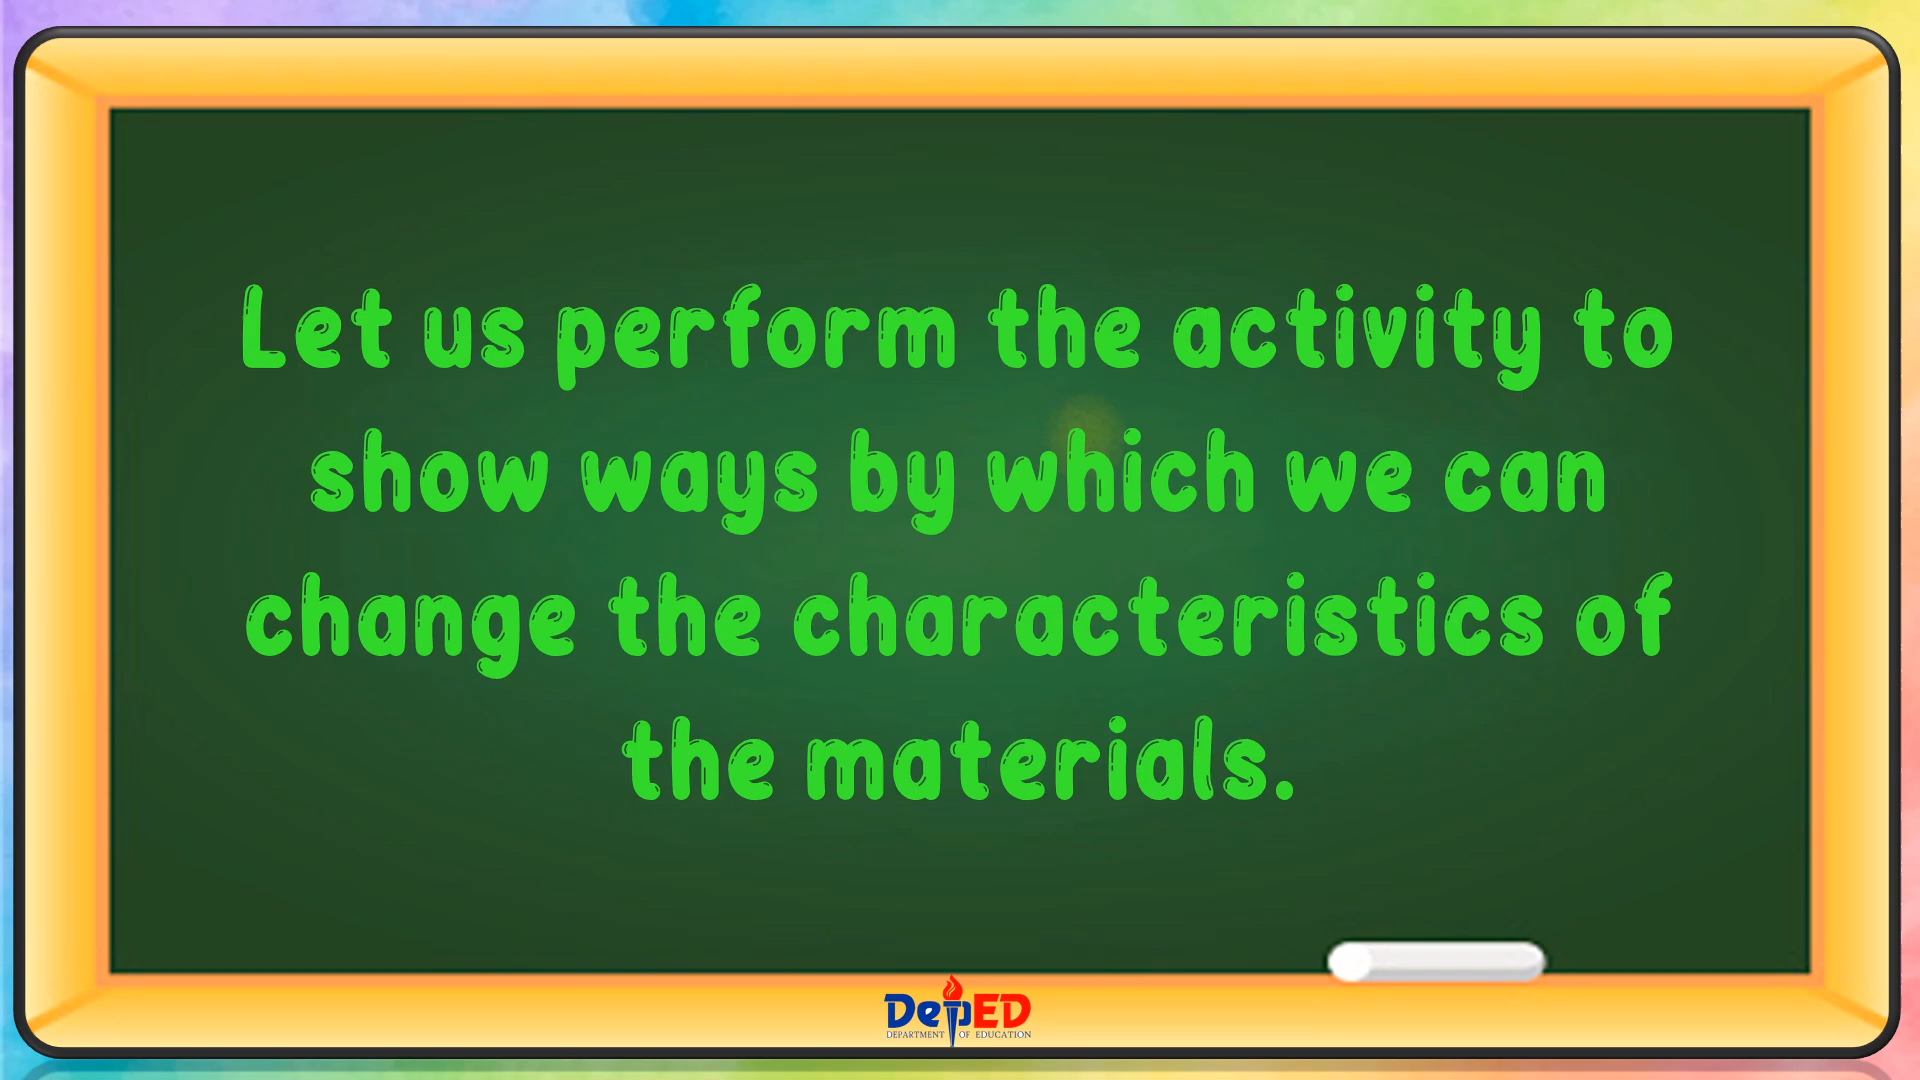 Let us perform the activity to
show ways by which we can
change the characteristics of
the materials.
DepED
DEPARTMENT OF EDUCATION